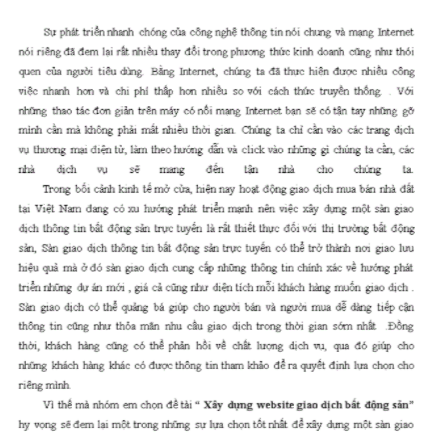 Sự phát triển nhanh chóng của công nghệ thông tin nói chung và mạng Internet
nói riêng đã đem lại rất nhiều thay đổi trong phương thức kinh doanh cũng như thói
quen của người tiêu dùng. Bằng Internet, chúng ta đã thực hiện được nhiều công
việc nhanh hơn và chi phí thấp hơn nhiều so với cách thức truyền thống. . Với
những thao tác đơn giản trên máy có nối mạng Internet bạn sẽ có tận tay những gì
mình cần mà không phải mất nhiều thời gian. Chúng ta chỉ cần vào các trang dịch
vụ thương mại điện tử, làm theo hướng dẫn và click vào những gì chúng ta cần, các
nhà dịch vụ sẽ mang đến tận nhà cho chúng ta.
Trong bối cảnh kinh tế mở cửa, hiện nay hoạt động giao dịch mua bán nhà đất
tại Việt Nam đang có xu hướng phát triển mạnh nên việc xây dựng một sàn giao
dịch thông tin bất động sản trực tuyến là rất thiết thực đối với thị trường bất động
sản, Sàn giao dịch thông tin bất động sản trực tuyến có thể trở thành nơi giao lưu
hiệu quả mà ở đó sàn giao dịch cung cấp những thông tin chính xác về hướng phát
triển những dự án mới , giá cả cũng như diện tích mỗi khách hàng muốn giao dịch .
Sàn giao dịch có thể quảng bá giúp cho người bán và người mua dễ dàng tiếp cận
thông tin cũng như thỏa mãn nhu cầu giao dịch trong thời gian sớm nhất .Đồng
thời, khách hàng cũng có thể phản hồi về chất lượng dịch vụ, qua đó giúp cho
những khách hàng khác có được thông tin tham khảo để ra quyết định lựa chọn cho
riêng mình.
Vì thế mà nhóm em chọn đề tài “ Xây dựng website giao dịch bất động sản”
hy vọng sẽ đem lại một trong những sự lựa chọn tốt nhất để xây dựng một sàn giao